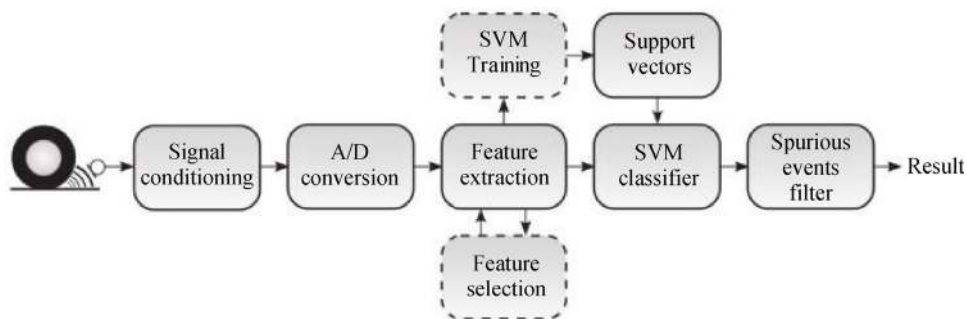 SVM
Training
Support
vectors
Signal
conditioning
A/D
conversion
Feature
extraction
SVM
classifier
Spurious
events
filter
Result
Feature
selection